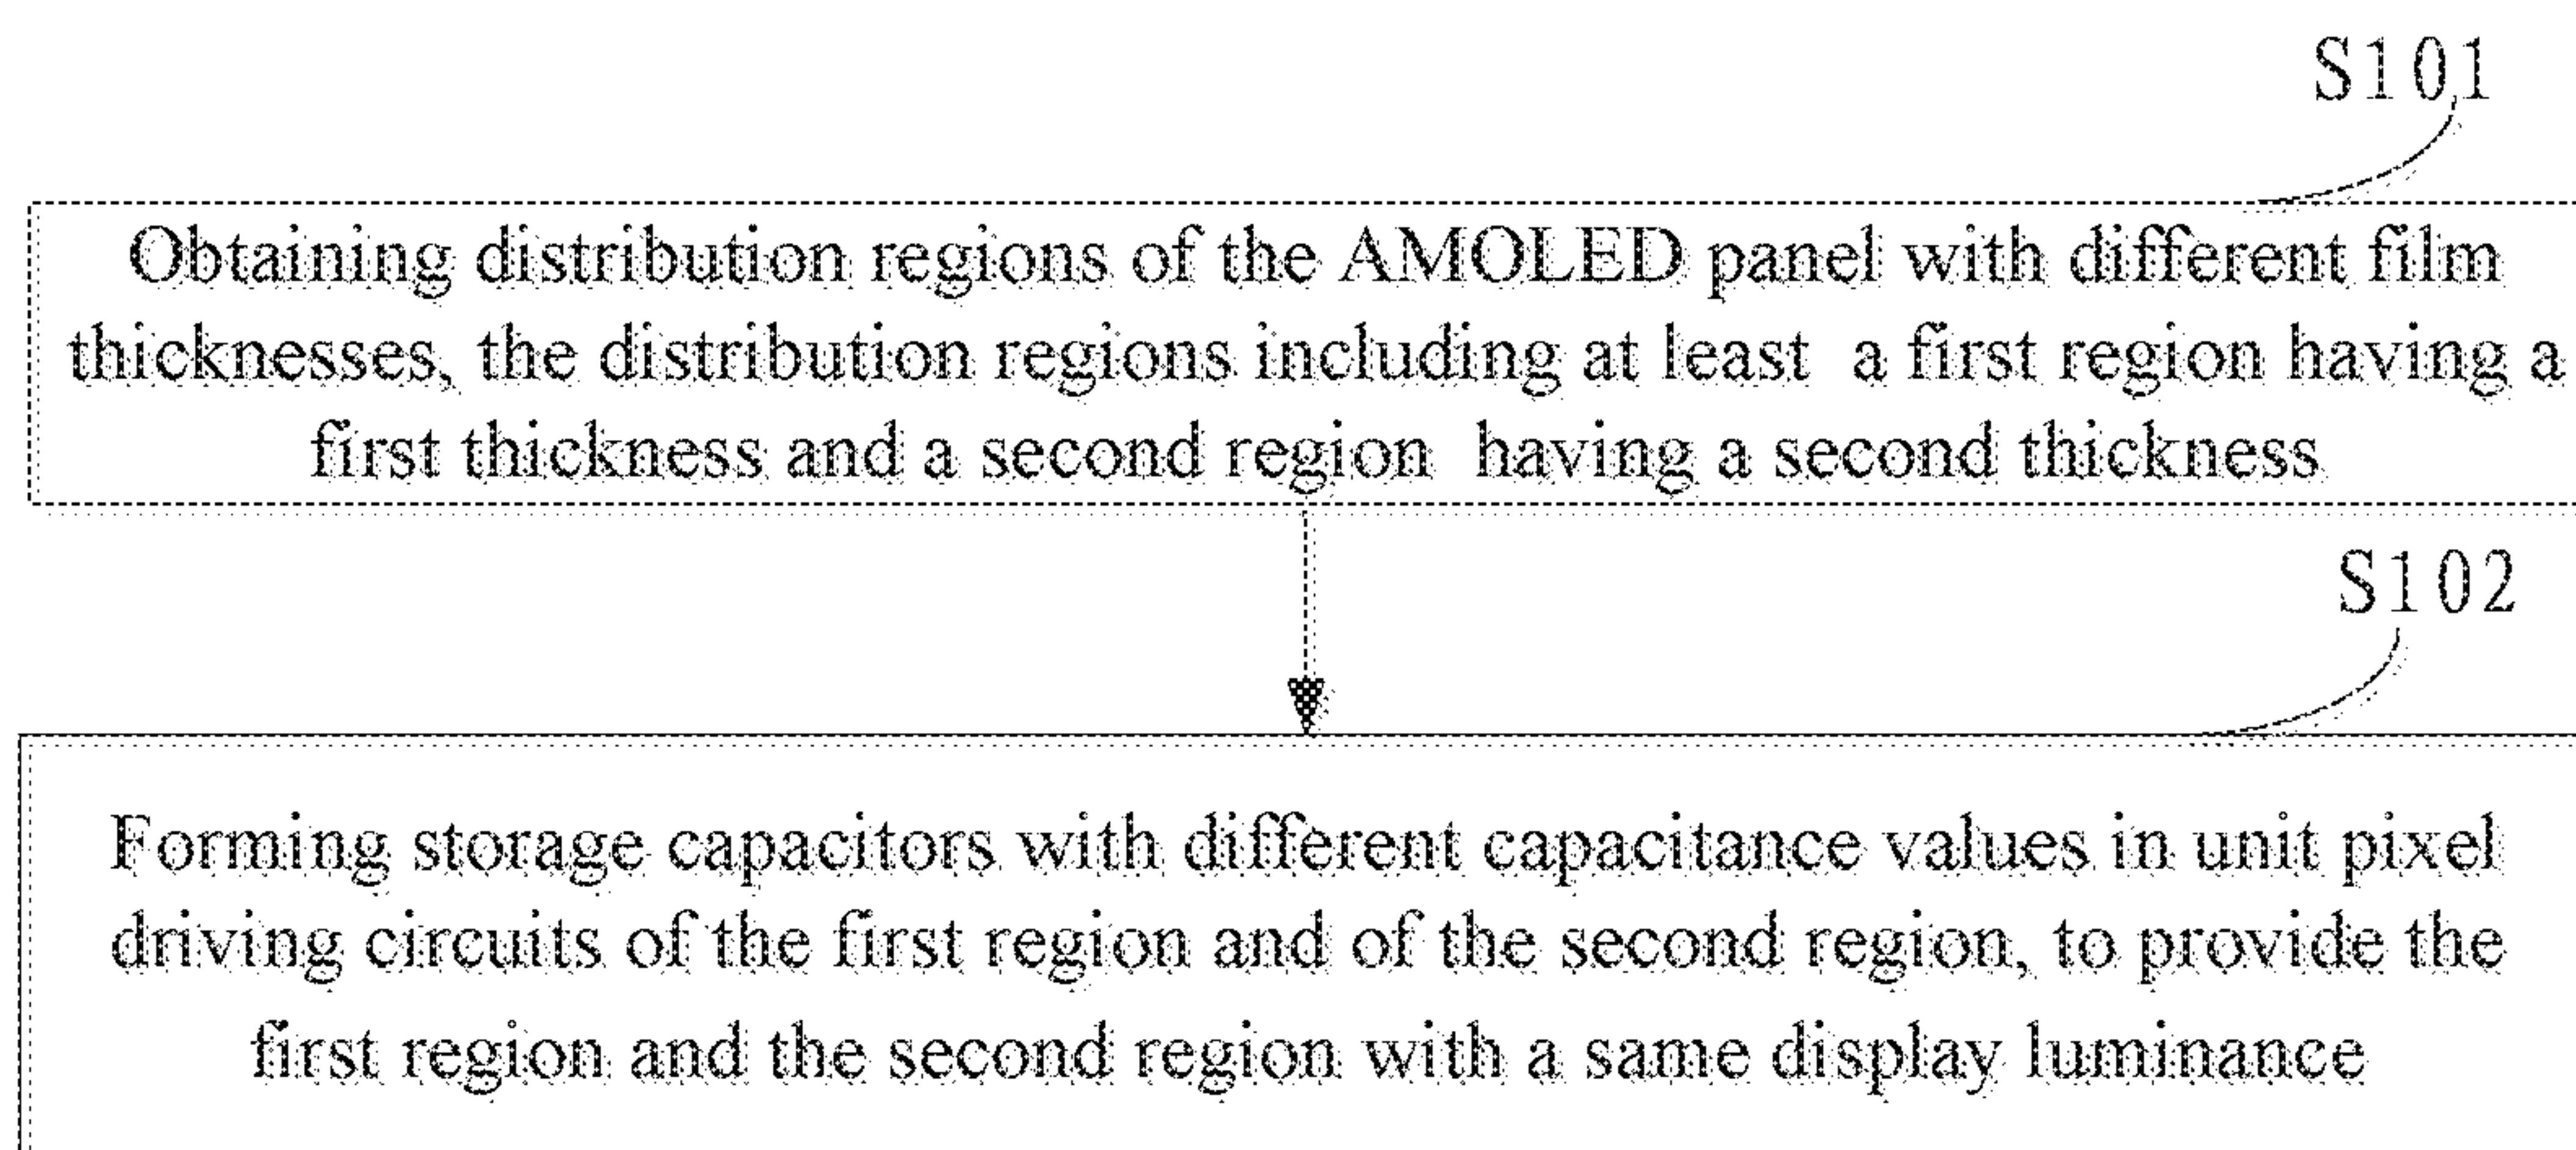 S101
Obtaining distribution regions of the AMOLED panel with different film
thicknesses, the distribution regions including at least a first region having a
first thickness and a second region having a second thickness
S102
Forming storage capacitors with different capacitance values in unit pixel
driving circuits of the first region and of the second region, to provide the
first region and the second region with a same display luminance